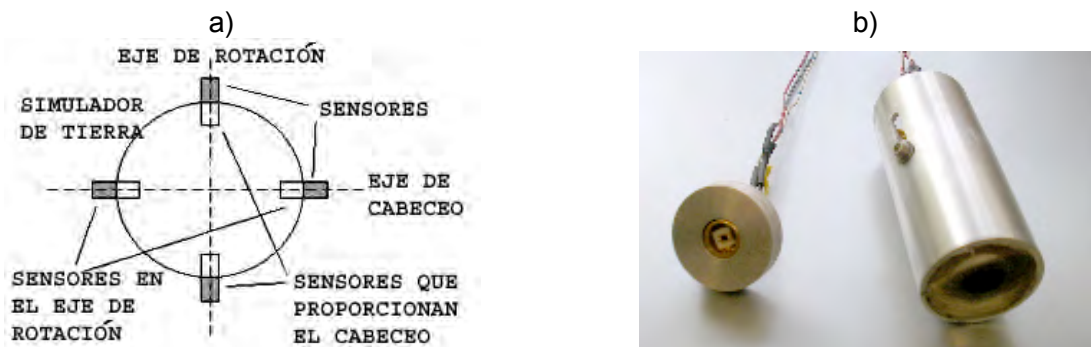 a)
b)
EJE DE ROTACIÓN
SIMULADOR
DE TIERRA
SENSORES
EJE DE
CABECEO
SENSORES EN
EL EJE DE
ROTACIÓN
SENSORES QUE
PROPORCIONAN
EL CABECEO